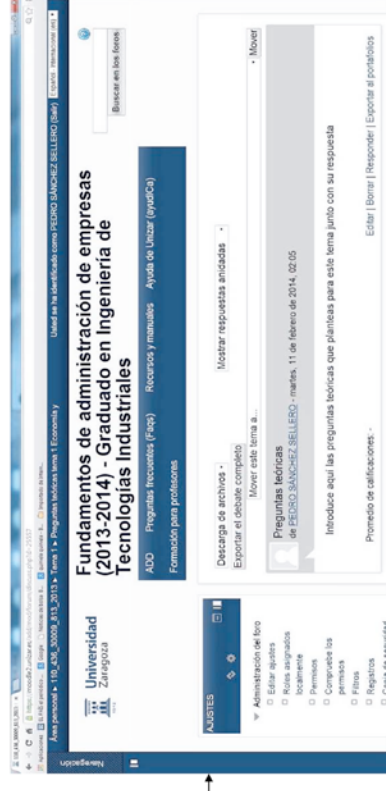 Área personal ► 110_436_30009_813_2013 ► Tema 1 ► Preguntas teóricas tema 1 Economía y
Usted se ha identificado como PEDRO SÁNCHEZ SELLERO (Salir)
Español - Internacional (es)
Navegación
Universidad
Zaragoza
Fundamentos de administración de empresas
(2013-2014) - Graduado en Ingeniería de
Tecnologías Industriales
Buscar en los foros
ADD Preguntas frecuentes (Faqs) Recursos y manuales Ayuda de Unizar (ayudICa)
Formación para profesores
AJUSTES
Administración del foro
Editar ajustes
Roles asignados
localmente
Permisos
Compruebe los
permisos
Filtros
Registros
Descarga de archivos
Mostrar respuestas anidadas
Exportar el debate completo
Mover este tema a...
Mover
Preguntas teóricas
de PEDRO SÁNCHEZ SELLERO - martes, 11 de febrero de 2014, 02:05
Introduce aquí las preguntas teóricas que planteas para este tema junto con su respuesta
Promedio de calificaciones: -
Editar | Borrar | Responder | Exportar al portafolios